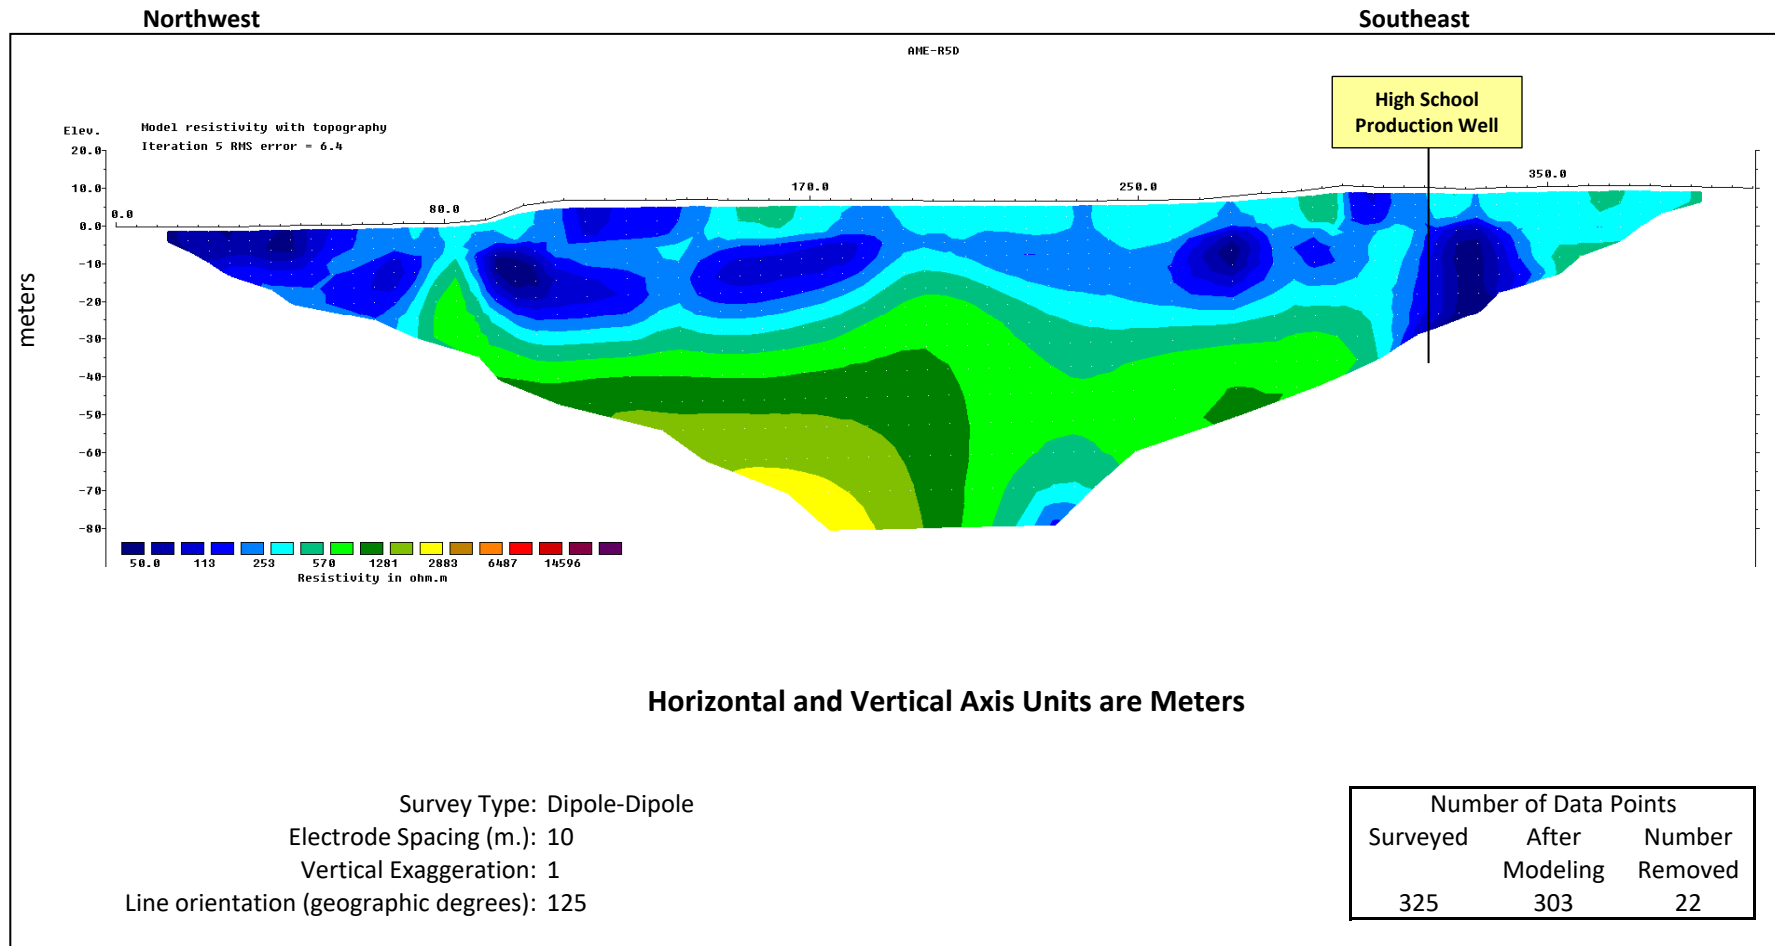 Northwest
Southeast
AME-R5D
High School
Production Well
Elev.
Model resistivity with topography
Iteration 5 RMS error = 6.4
20.0
10.0
0.0
-10
-20
-30
-40
-50
-60
-70
-80
meters
0.0
80.0
170.0
250.0
350.0
50.0 113 253 570 1281 2883 6487 14596
Resistivity in ohm.m
Horizontal and Vertical Axis Units are Meters
Survey Type: Dipole-Dipole
Electrode Spacing (m.): 10
Vertical Exaggeration: 1
Line orientation (geographic degrees): 125
Number of Data Points
Surveyed After Number
Modeling Removed
325 303 22